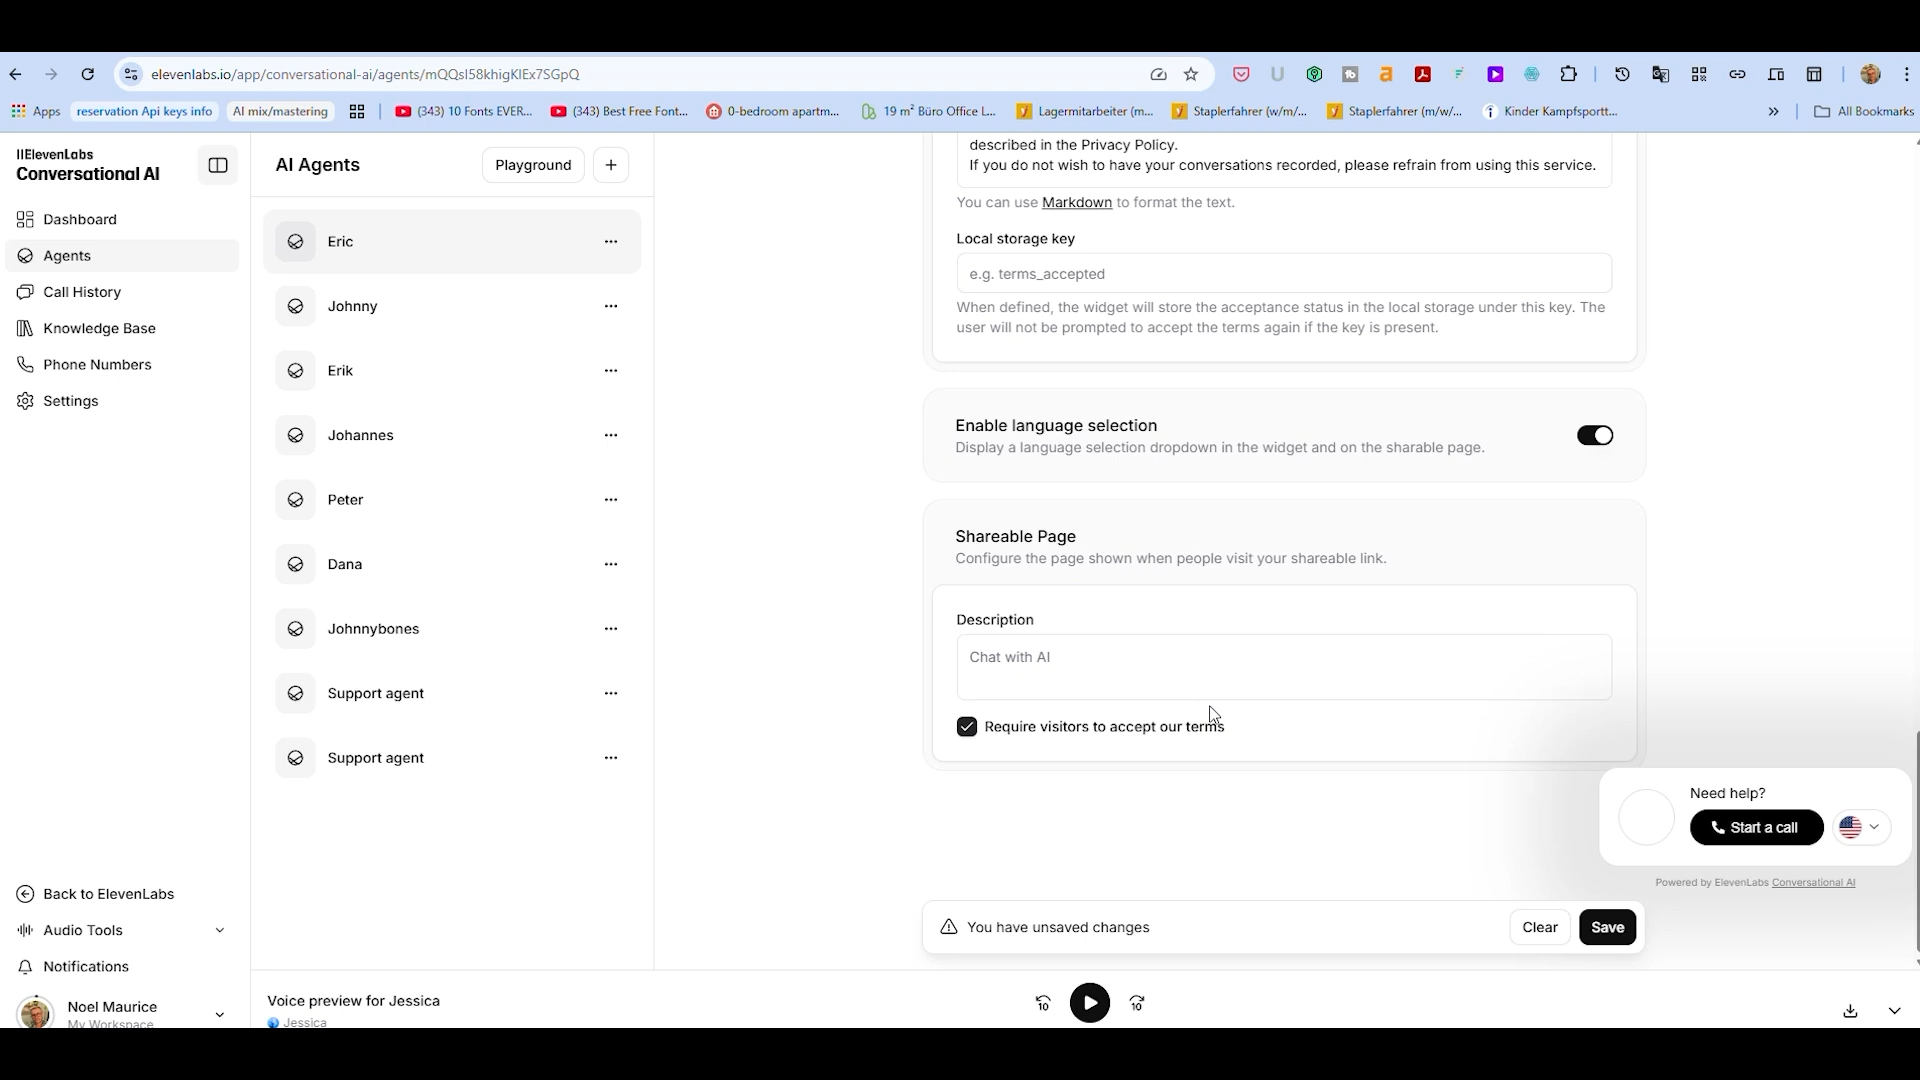 elevenlabs.io/app/conversational-ai/agents/mQQsI58khigKlEx7SGpQ
Apps
reservation Api keys info
AI mix/mastering
(343) 10 Fonts EVER...
(343) Best Free Font...
0-bedroom apartm...
19 m² Büro Office L...
Lagermitarbeiter (m...
Staplerfahrer (w/m/...
Staplerfahrer (m/w/...
Kinder Kampfsportt...
»
All Bookmarks
IIElevenLabs
Conversational AI
Dashboard
Agents
Call History
Knowledge Base
Phone Numbers
Settings
Back to ElevenLabs
Audio Tools
Notifications
Noel Maurice
My Workspace
AI Agents
Playground
+
Eric
Johnny
Erik
Johannes
Peter
Dana
Johnnybones
Support agent
Support agent
described in the Privacy Policy.
If you do not wish to have your conversations recorded, please refrain from using this service.
You can use Markdown to format the text.
Local storage key
e.g. terms_accepted
When defined, the widget will store the acceptance status in the local storage under this key. The
user will not be prompted to accept the terms again if the key is present.
Enable language selection
Display a language selection dropdown in the widget and on the sharable page.
Shareable Page
Configure the page shown when people visit your shareable link.
Description
Chat with AI
Require visitors to accept our terms
Need help?
Start a call
Powered by ElevenLabs Conversational AI
You have unsaved changes
Clear
Save
Voice preview for Jessica
Jessica
10
10